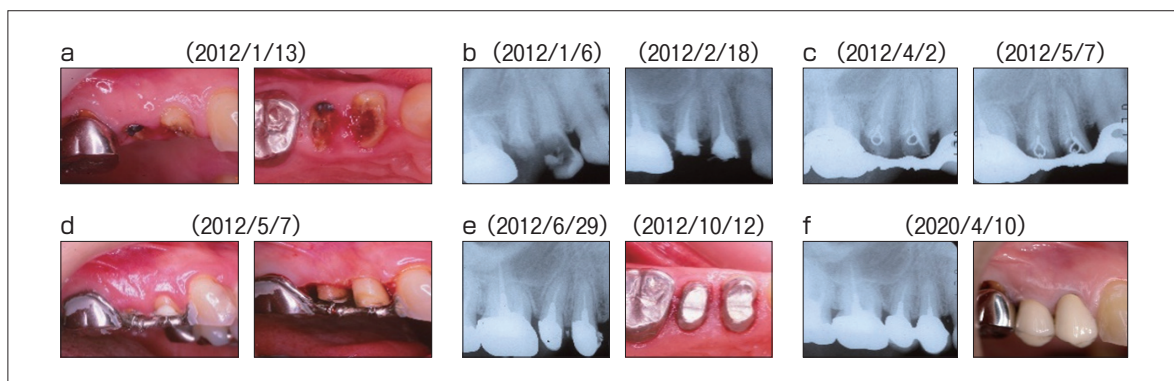 a (2012/1/13)
b (2012/1/6) (2012/2/18)
c (2012/4/2) (2012/5/7)
d (2012/5/7)
e (2012/6/29) (2012/10/12)
f (2020/4/10)